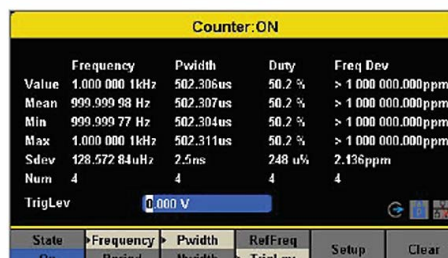 Counter:ON
Frequency Pwidth Duty Freq Dev
Value 1.000 000 1kHz 502.306us 50.2 % > 1 000 000.000ppm
Mean 999.999 98 Hz 502.307us 50.2 % > 1 000 000.000ppm
Min 999.999 77 Hz 502.304us 50.2 % > 1 000 000.000ppm
Max 1.000 000 1kHz 502.311us 50.2 % > 1 000 000.000ppm
Sdev 128.572 84uHz 2.5ns 248 u% 2.136ppm
Num 4 4 4 4
TrigLev 0.000 V
State Frequency Pwidth RefFreq Setup Clear
On Period Nwidth TrigLev